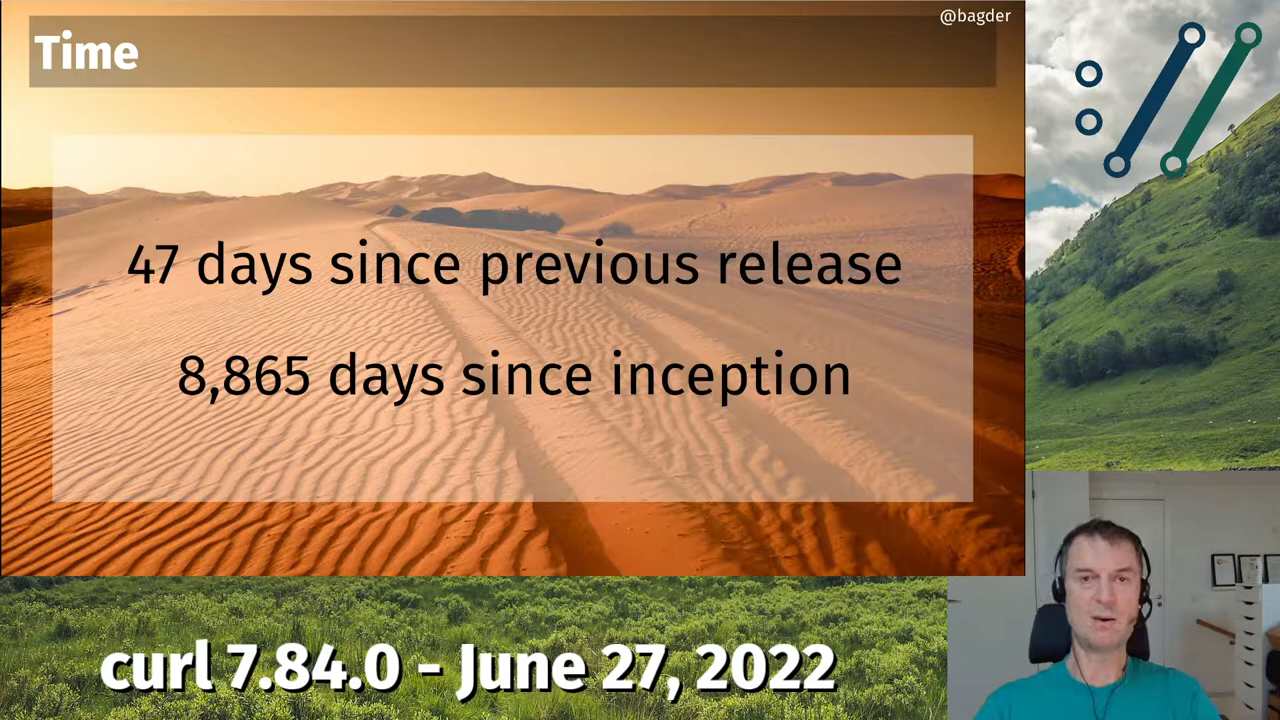 @bagder
Time
47 days since previous release
8,865 days since inception
curl 7.84.0 - June 27, 2022